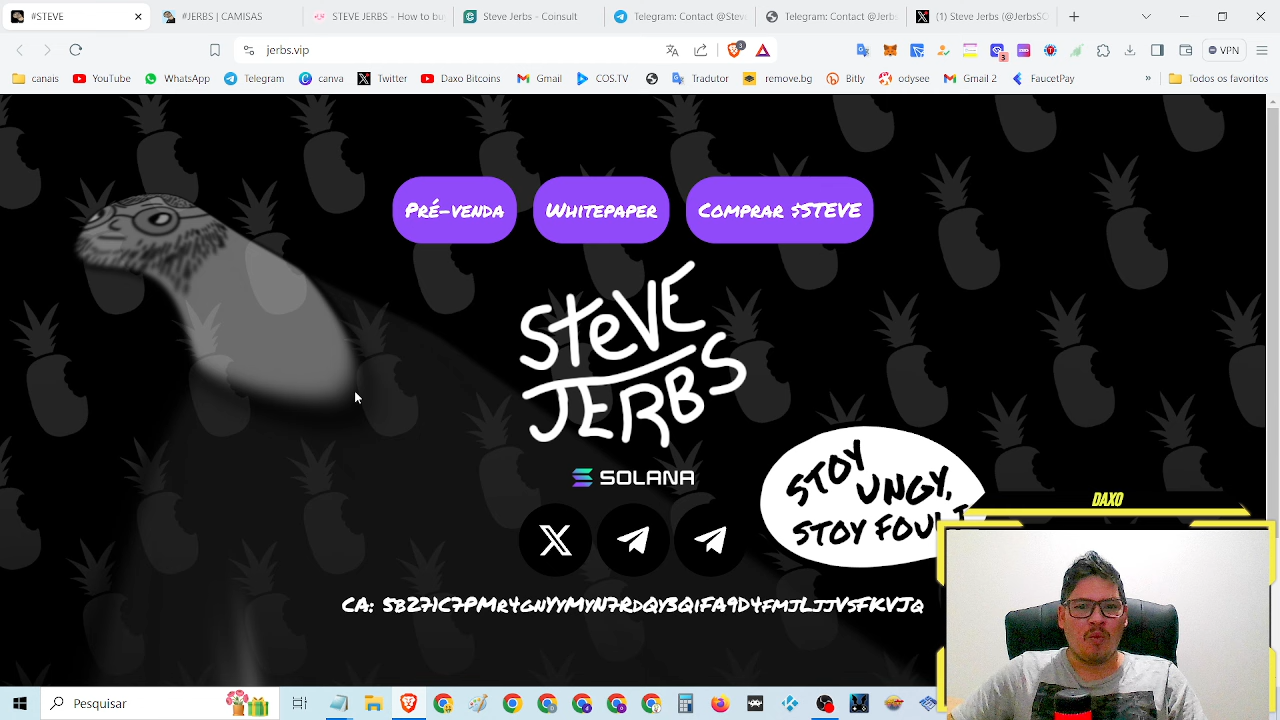 #STEVE
#JERBS | CAMISAS
STEVE JERBS - How to bu
Steve Jerbs - Coinsult
Telegram: Contact @Stev
Telegram: Contact @Jerbs
(1) Steve Jerbs (@JerbsSO
jerbs.vip
3
3
VPN
canais
YouTube
WhatsApp
Telegram
canva
Twitter
Daxo Bitcoins
Gmail
COS.TV
Tradutor
remove.bg
bitly
odysee
Gmail 2
FaucetPay
»
Todos os favoritos
Pré-venda
Whitepaper
Comprar $STEVE
STEVE
JERBS
SOLANA
STOY
UNGY,
STOY
DAXO
CA:
Pesquisar